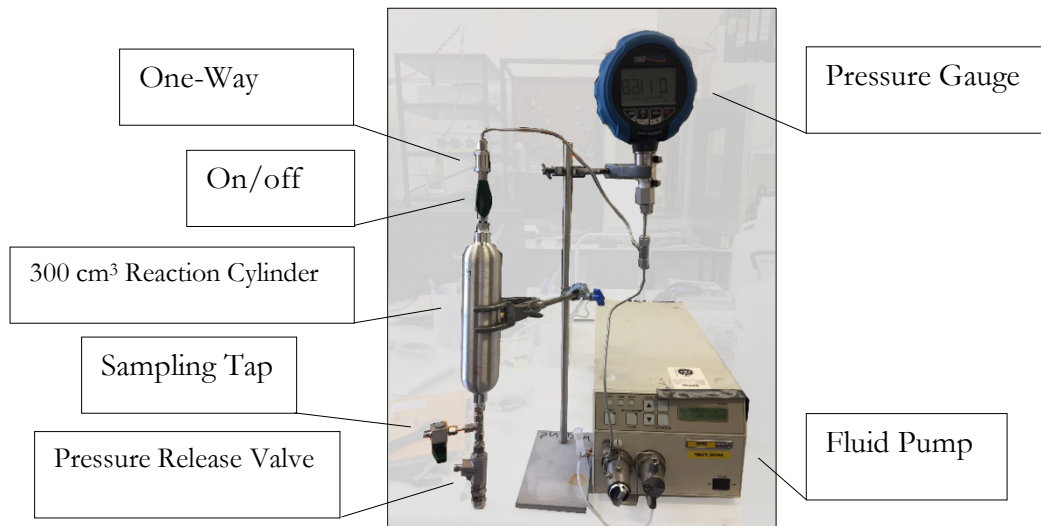 One-Way
On/off
300 cm³ Reaction Cylinder
Sampling Tap
Pressure Release Valve
Pressure Gauge
Fluid Pump